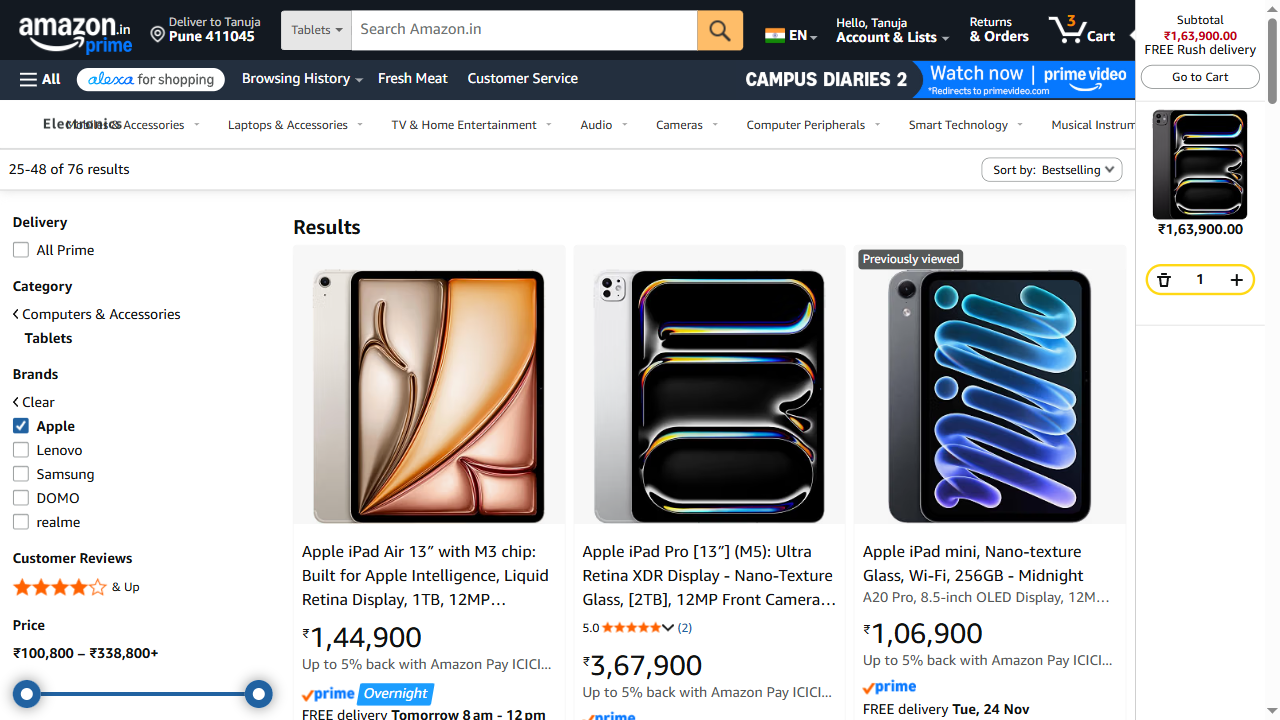 amazon.in
prime
Deliver to Tanuja
Pune 411045
Tablets
Search Amazon.in
EN
Hello, Tanuja
Account & Lists
Returns
& Orders
3
Cart
Subtotal
₹1,63,900.00
FREE Rush delivery
Go to Cart
₹1,63,900.00
1
All
alexa for shopping
Browsing History
Fresh Meat
Customer Service
CAMPUS DIARIES 2
Watch now | prime video
*Redirects to primevideo.com
Electronics
Mobiles & Accessories
Laptops & Accessories
TV & Home Entertainment
Audio
Cameras
Computer Peripherals
Smart Technology
Musical Instrum
25-48 of 76 results
Sort by: Bestselling
Delivery
All Prime
Category
Computers & Accessories
Tablets
Brands
Clear
Apple
Lenovo
Samsung
DOMO
realme
Customer Reviews
& Up
Price
₹100,800 – ₹338,800+
Results
Apple iPad Air 13″ with M3 chip:
Built for Apple Intelligence, Liquid
Retina Display, 1TB, 12MP…
₹1,44,900
Up to 5% back with Amazon Pay ICICI…
prime Overnight
FREE delivery Tomorrow 8 am - 12 pm
Apple iPad Pro [13″] (M5): Ultra
Retina XDR Display - Nano-Texture
Glass, [2TB], 12MP Front Camera…
5.0 (2)
₹3,67,900
Up to 5% back with Amazon Pay ICICI…
prime
Previously viewed
Apple iPad mini, Nano-texture
Glass, Wi-Fi, 256GB - Midnight
A20 Pro, 8.5-inch OLED Display, 12M…
₹1,06,900
Up to 5% back with Amazon Pay ICICI…
prime
FREE delivery Tue, 24 Nov